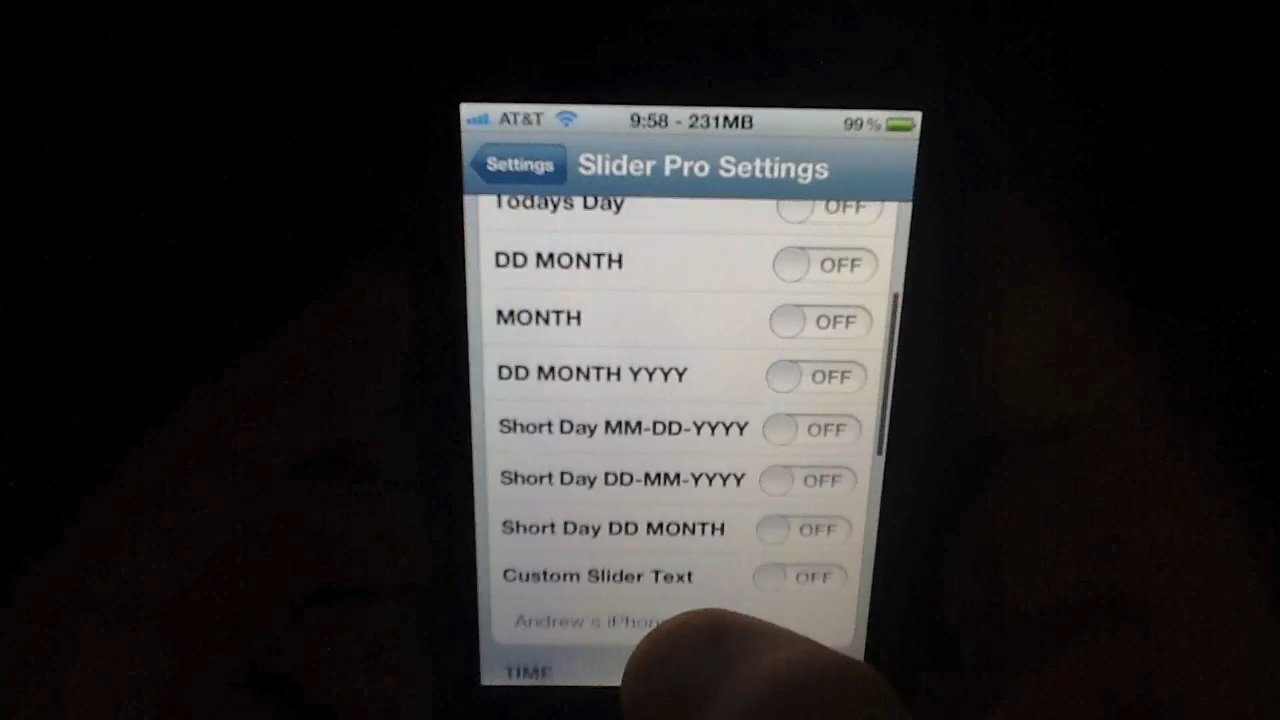 AT&T 9:58 - 231MB 99%
Settings Slider Pro Settings
Todays Day OFF
DD MONTH OFF
MONTH OFF
DD MONTH YYYY OFF
Short Day MM-DD-YYYY OFF
Short Day DD-MM-YYYY OFF
Short Day DD MONTH OFF
Custom Slider Text OFF
Andrew's iPhon
TIME